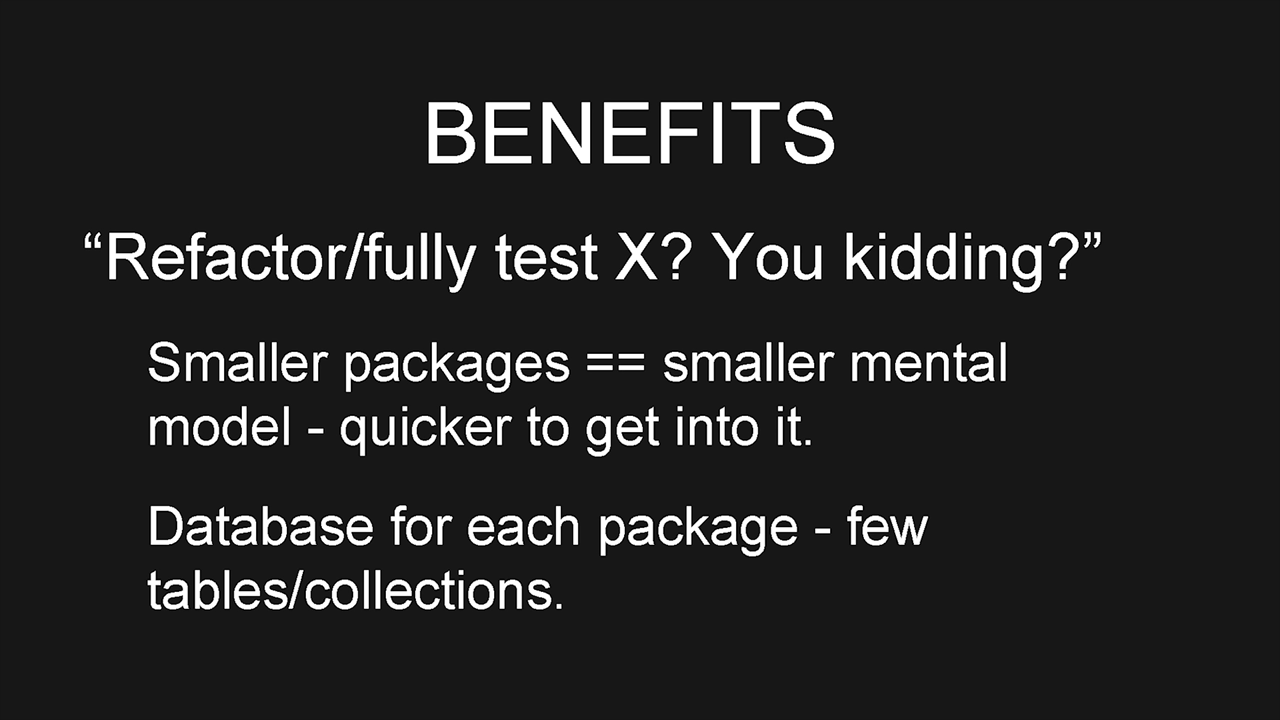 BENEFITS
“Refactor/fully test X? You kidding?”
Smaller packages == smaller mental
model - quicker to get into it.
Database for each package - few
tables/collections.